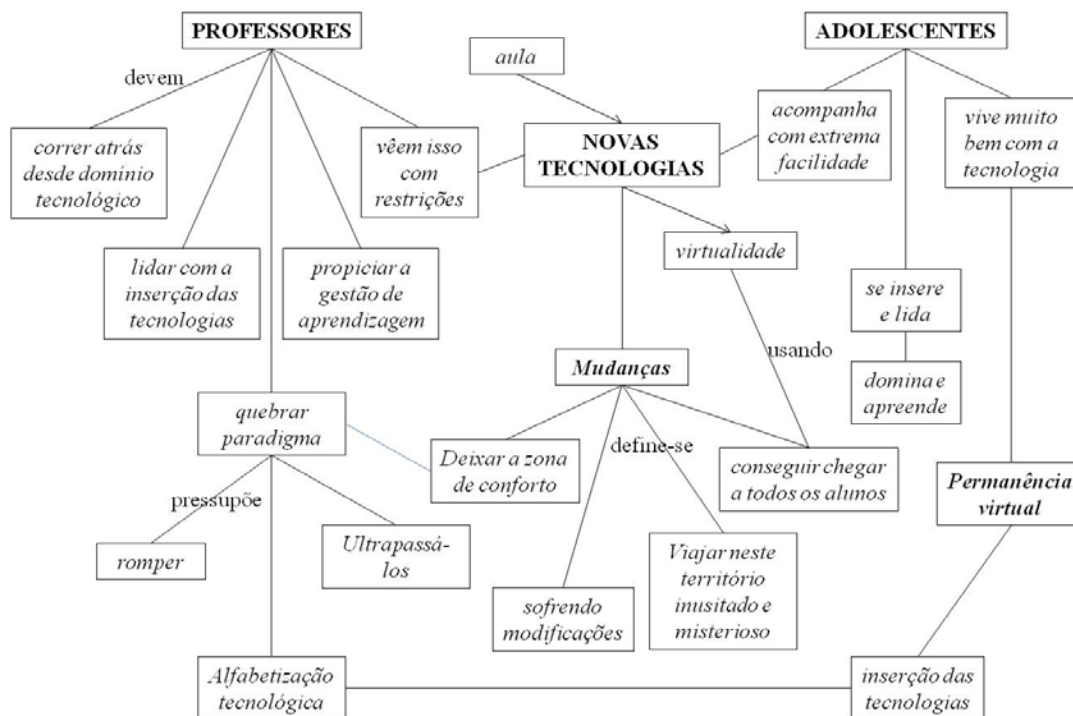 PROFESSORES
ADOLESCENTES
devem
aula
correr atrás
desde domínio
tecnológico
vêem isso
com
restrições
NOVAS
TECNOLOGIAS
acompanha
com extrema
facilidade
vive muito
bem com a
tecnologia
lidar com a
inserção das
tecnologias
propiciar a
gestão de
aprendizagem
virtualidade
se insere
e lida
usando
Mudanças
domina e
apreende
quebrar
paradigma
Deixar a zona
de conforto
define-se
conseguir chegar
a todos os alunos
Permanência
virtual
pressupõe
romper
Ultrapassá-
los
sofrendo
modificações
Viajar neste
território
inusitado e
misterioso
Alfabetização
tecnológica
inserção das
tecnologias